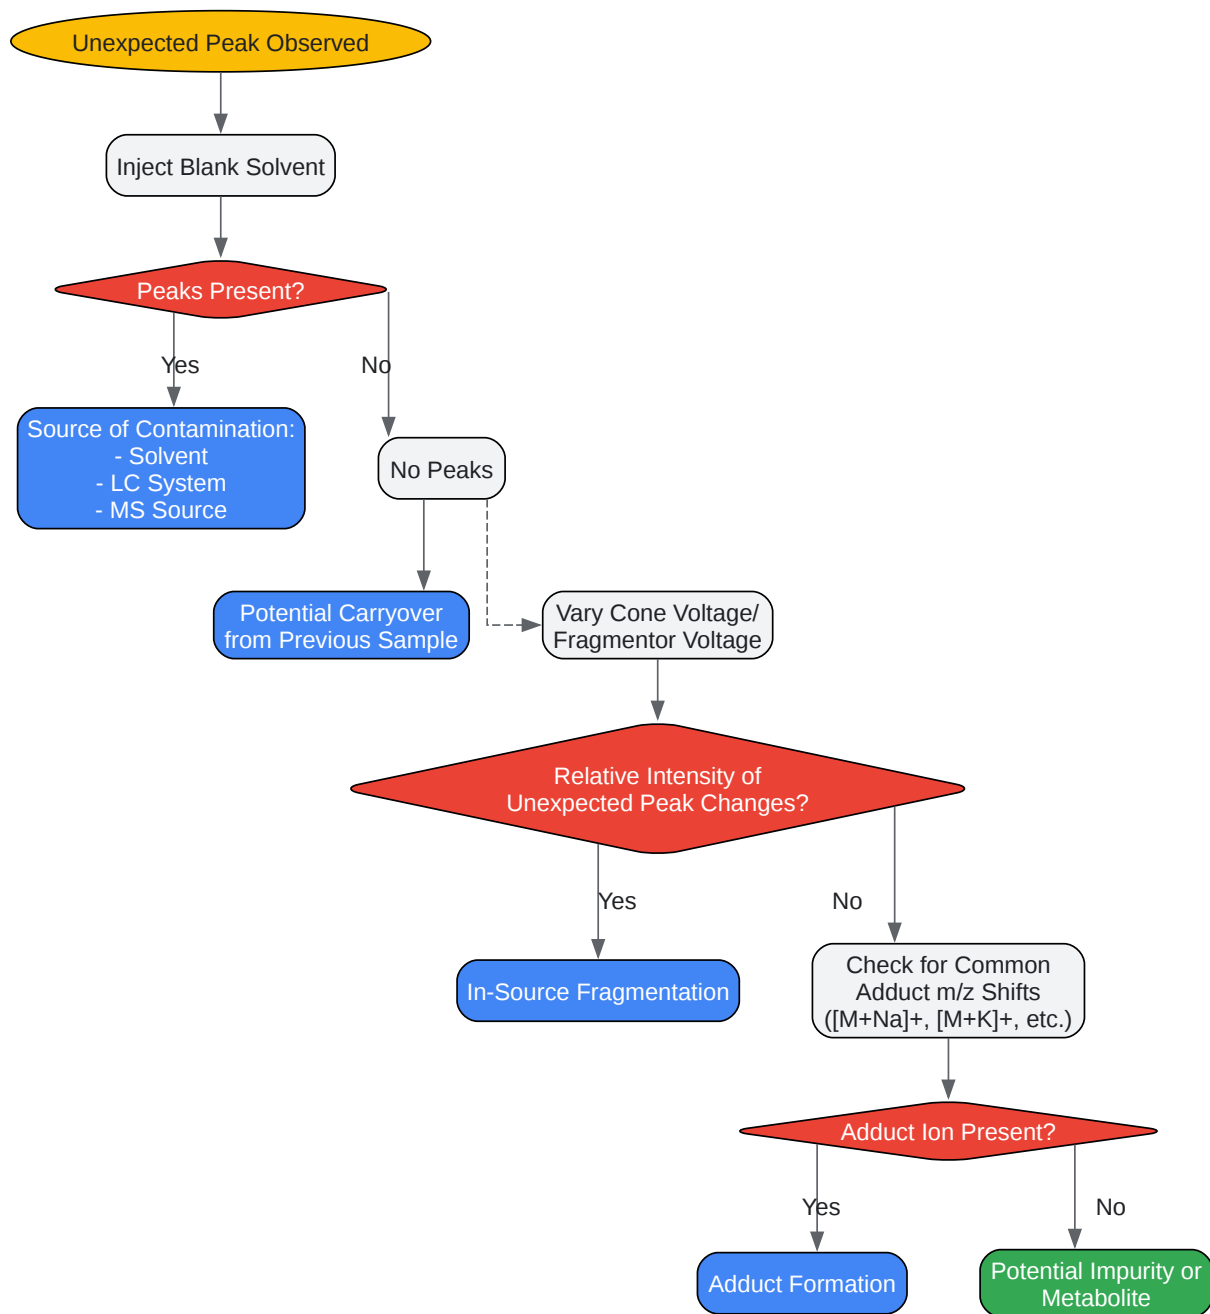 Unexpected Peak Observed
Inject Blank Solvent
Peaks Present?
Yes
No
Source of Contamination:
- Solvent
- LC System
- MS Source
No Peaks
Potential Carryover
from Previous Sample
Vary Cone Voltage/
Fragmentor Voltage
Relative Intensity of
Unexpected Peak Changes?
Yes
No
In-Source Fragmentation
Check for Common
Adduct m/z Shifts
([M+Na]+, [M+K]+, etc.)
Adduct Ion Present?
Yes
No
Adduct Formation
Potential Impurity or
Metabolite